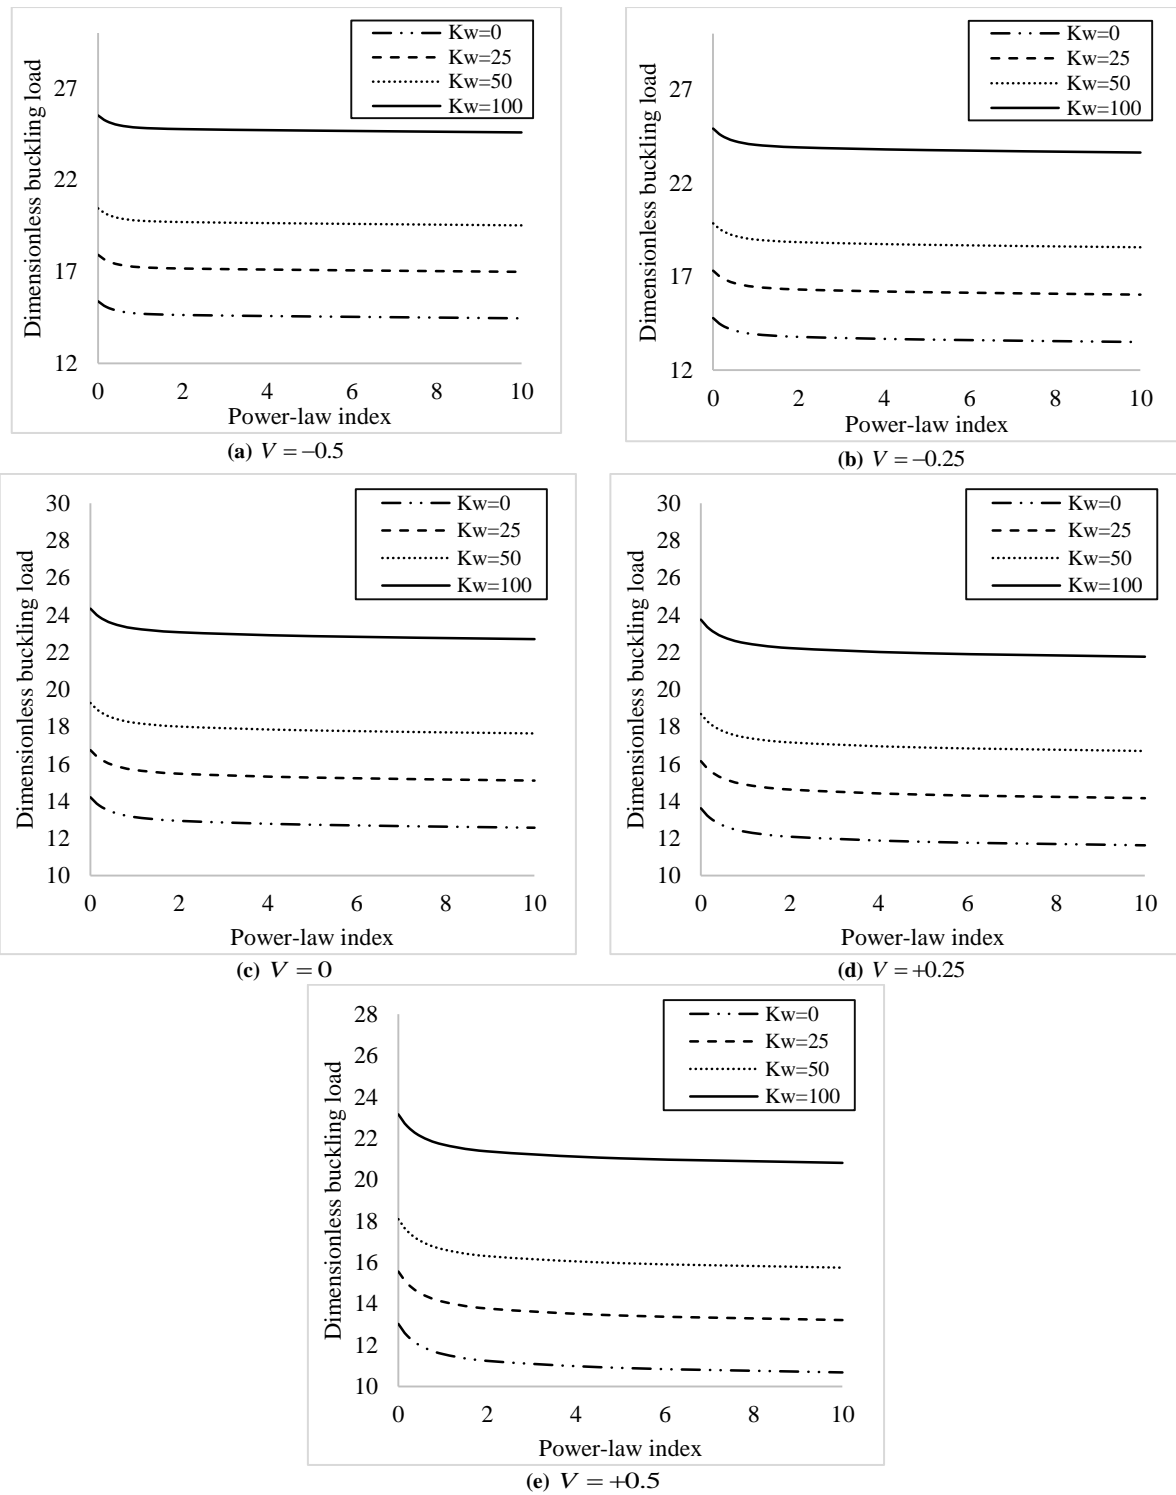 Dimensionless buckling load
27
22
17
12
0 2 4 6 8 10
Power-law index
Kw=0
Kw=25
Kw=50
Kw=100
(a) V = −0.5
Dimensionless buckling load
27
22
17
12
0 2 4 6 8 10
Power-law index
Kw=0
Kw=25
Kw=50
Kw=100
(b) V = −0.25
Dimensionless buckling load
30
28
26
24
22
20
18
16
14
12
10
0 2 4 6 8 10
Power-law index
Kw=0
Kw=25
Kw=50
Kw=100
(c) V = 0
Dimensionless buckling load
30
28
26
24
22
20
18
16
14
12
10
0 2 4 6 8 10
Power-law index
Kw=0
Kw=25
Kw=50
Kw=100
(d) V = +0.25
Dimensionless buckling load
28
26
24
22
20
18
16
14
12
10
0 2 4 6 8 10
Power-law index
Kw=0
Kw=25
Kw=50
Kw=100
(e) V = +0.5